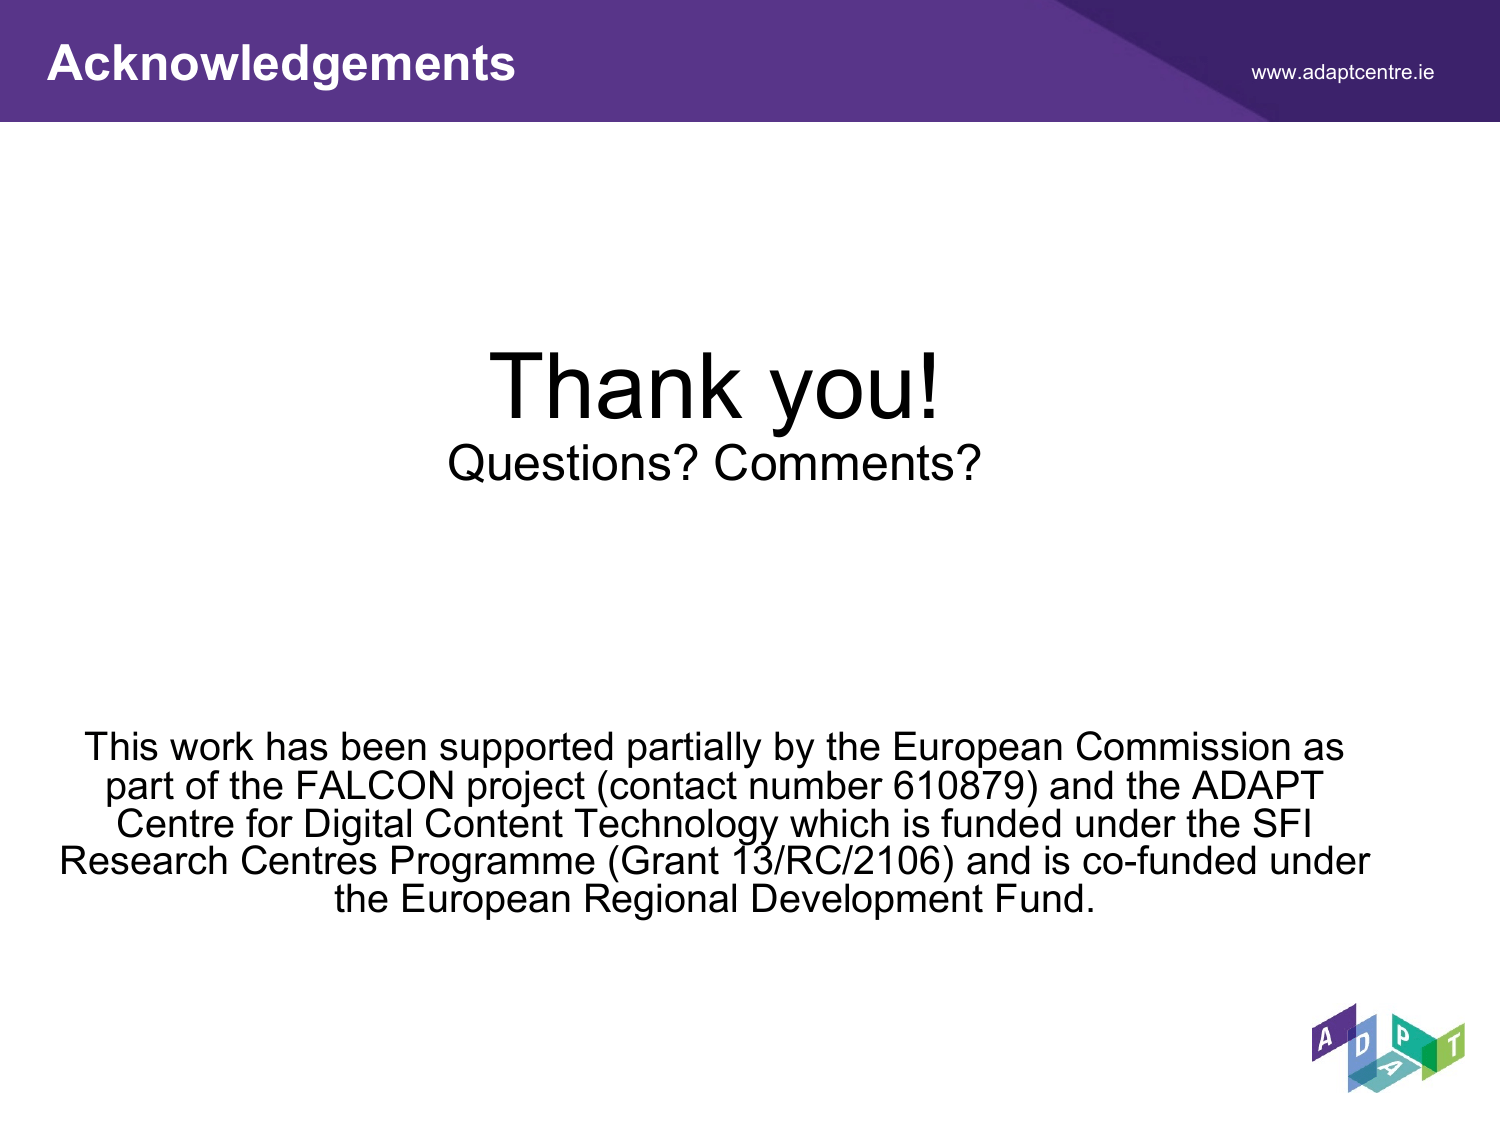 Acknowledgements
www.adaptcentre.ie
Thank you!
Questions? Comments?
This work has been supported partially by the European Commission as
part of the FALCON project (contact number 610879) and the ADAPT
Centre for Digital Content Technology which is funded under the SFI
Research Centres Programme (Grant 13/RC/2106) and is co-funded under
the European Regional Development Fund.
ADAPT